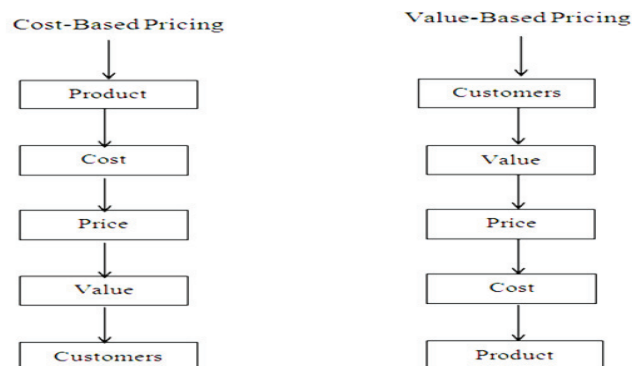 Cost-Based Pricing
Product
Cost
Price
Value
Customers
Value-Based Pricing
Customers
Value
Price
Cost
Product